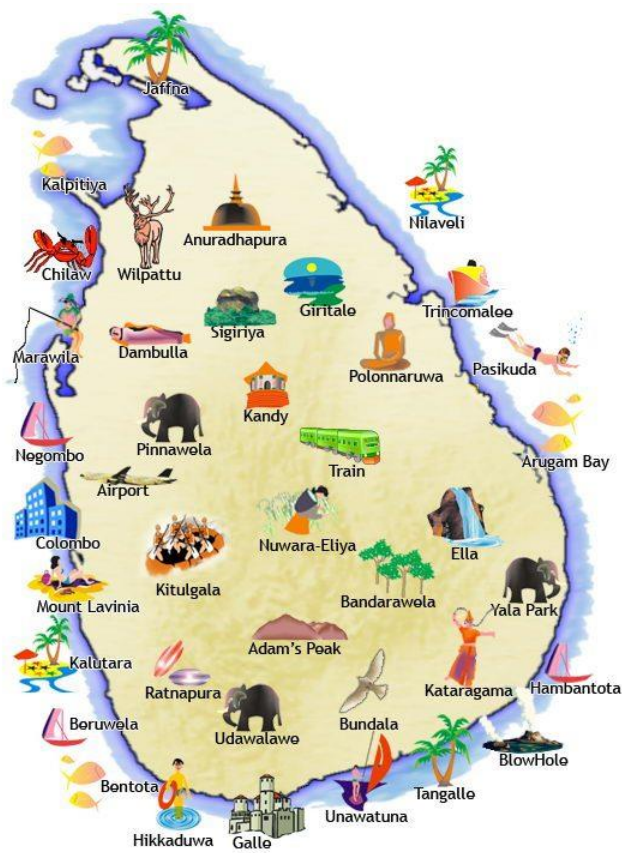 Jaffna
Kalpitiya
Nilaveli
Anuradhapura
Chilaw
Wilpattu
Giritale
Trincomalee
Sigiriya
Marawila
Dambulla
Pasikuda
Polonnaruwa
Kandy
Pinnawela
Negombo
Train
Arugam Bay
Airport
Colombo
Nuwara-Eliya
Ella
Kitulgala
Mount Lavinia
Bandarawela
Yala Park
Adam's Peak
Kalutara
Ratnapura
Kataragama
Hambantota
Beruwela
Udawalawe
Bundala
BlowHole
Bentota
Tangalle
Unawatuna
Hikkaduwa
Galle